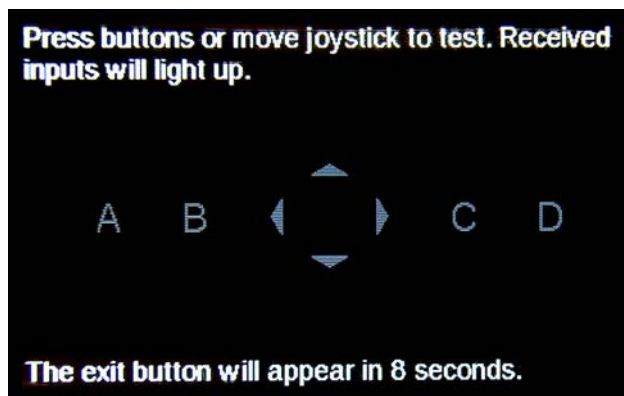 Press buttons or move joystick to test. Received
inputs will light up.
A B C D
The exit button will appear in 8 seconds.